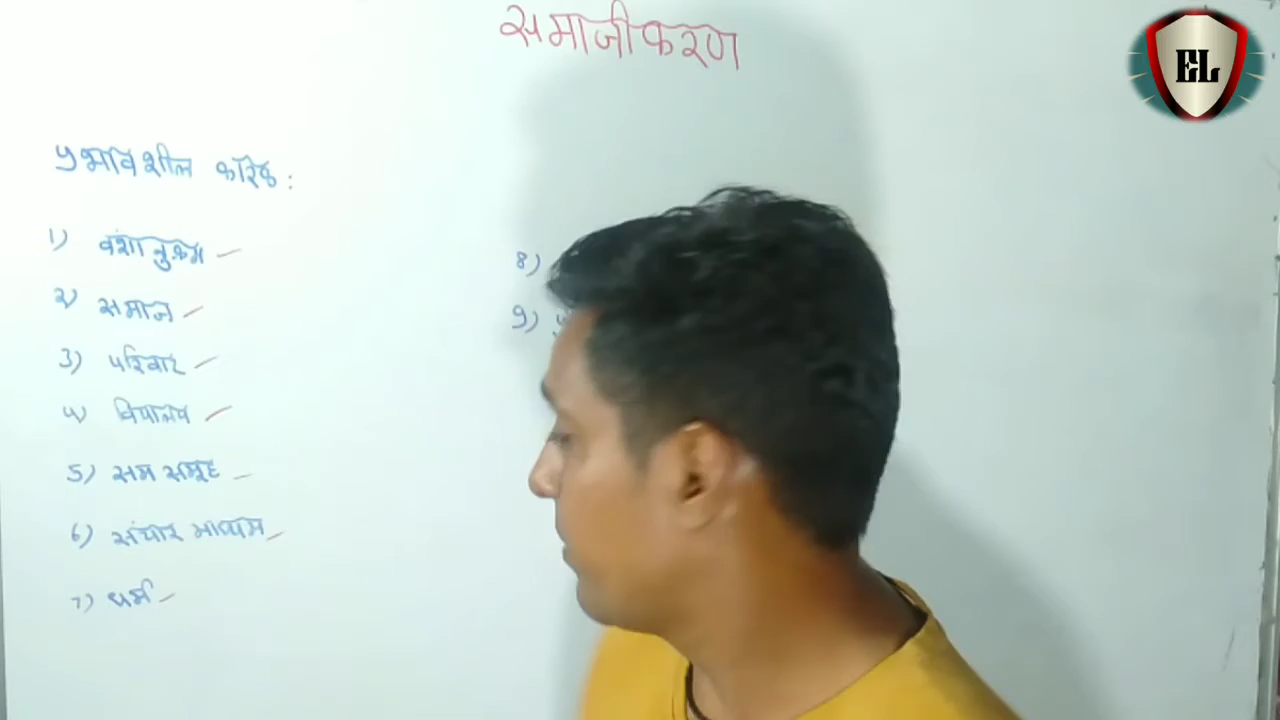 समाजीकरण
EL
प्रभावशील कारक :
1) वंशानुक्रम
2) समाज
3) परिवार
4) विद्यालय
5) सम समूह
6) संचार माध्यम
7) धर्म
8)
9)